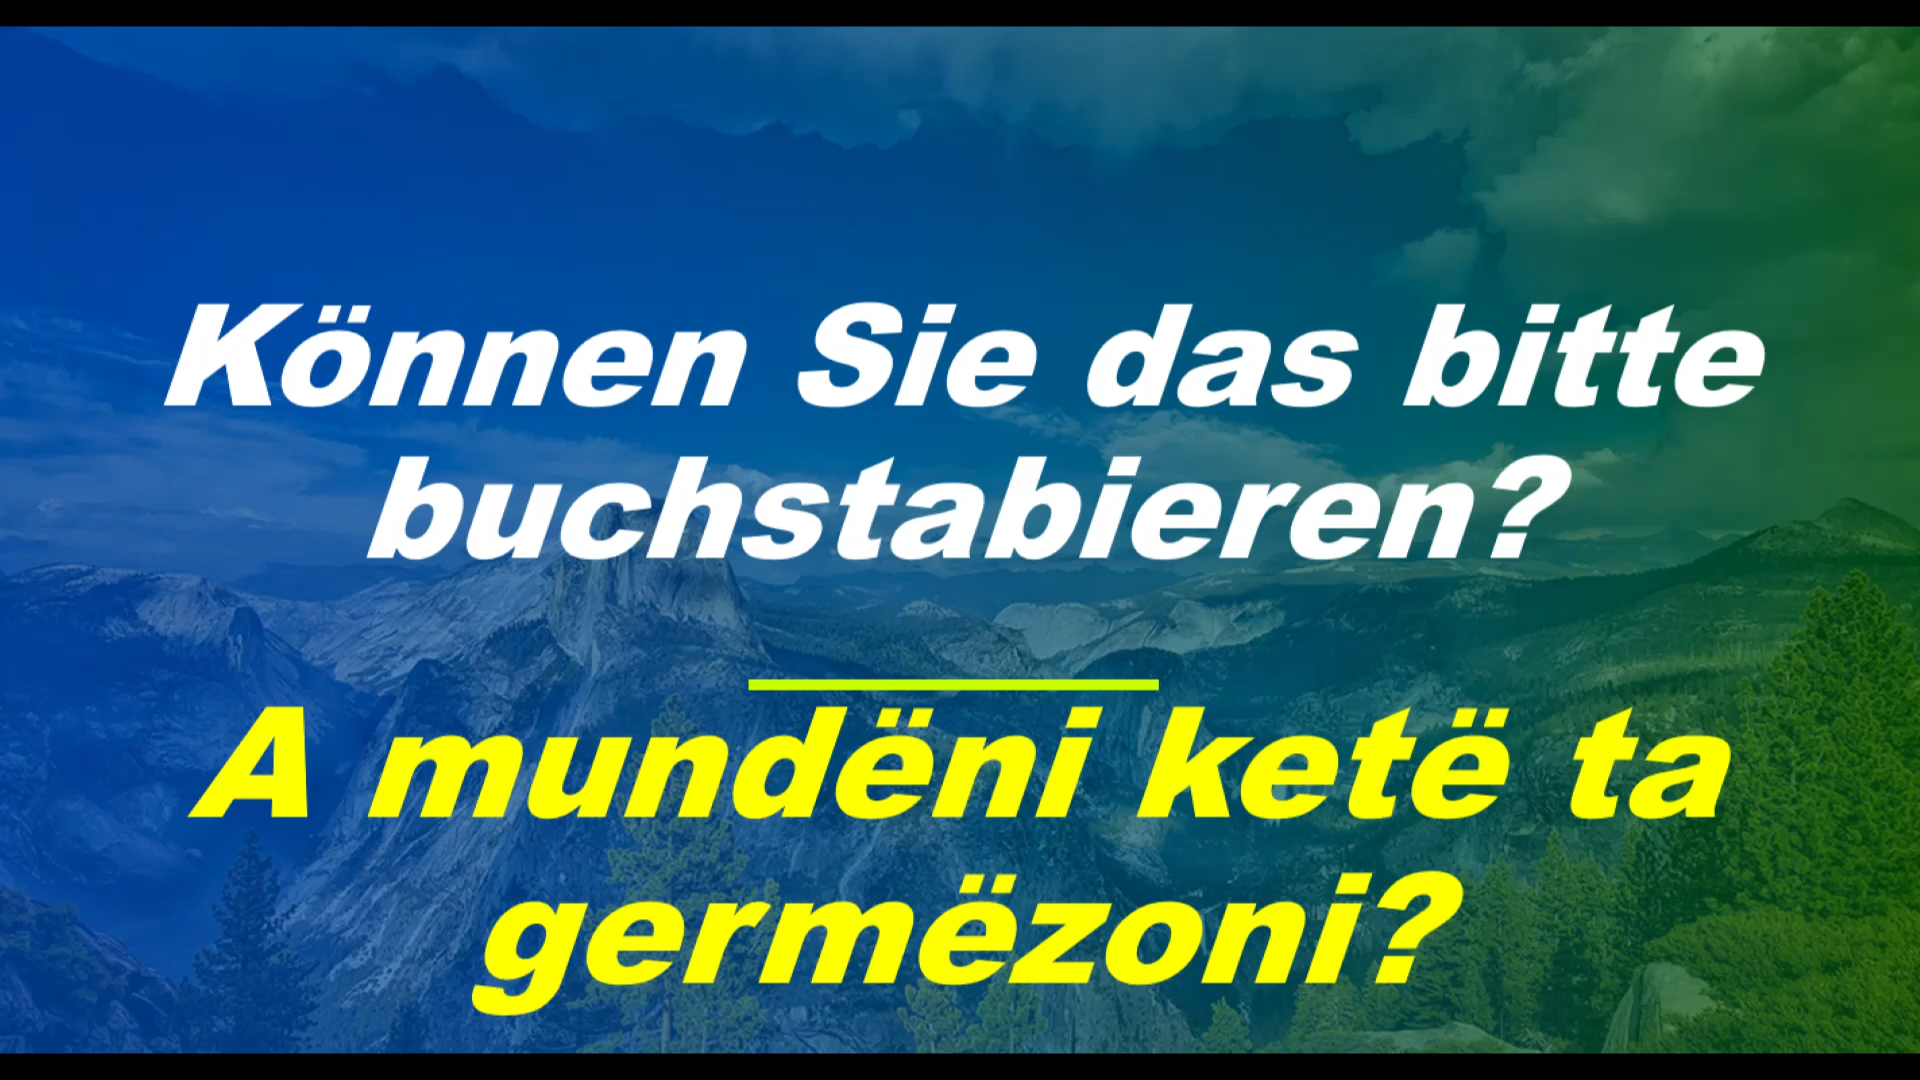 Können Sie das bitte
buchstabieren?
A mundëni ketë ta
germëzoni?